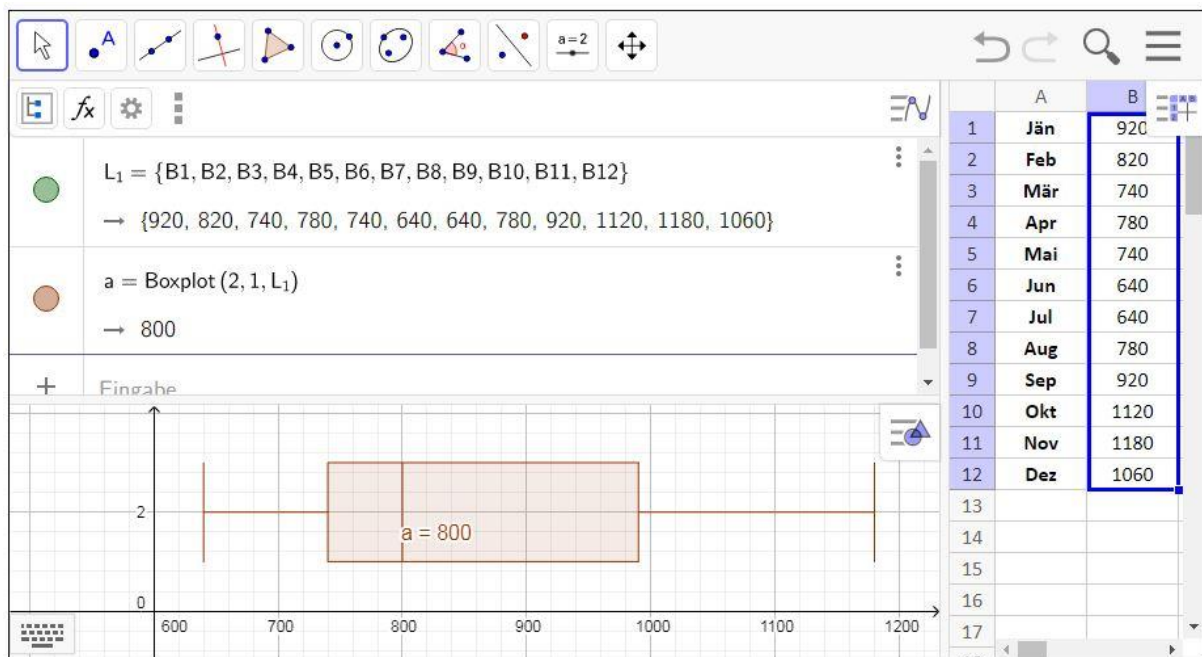 A
a = 2
α
fx
L₁ = {B1, B2, B3, B4, B5, B6, B7, B8, B9, B10, B11, B12}
→ {920, 820, 740, 780, 740, 640, 640, 780, 920, 1120, 1180, 1060}
a = Boxplot (2, 1, L₁)
→ 800
+ Eingabe
2
a = 800
0
600 700 800 900 1000 1100 1200
A B
1 Jän 920
2 Feb 820
3 Mär 740
4 Apr 780
5 Mai 740
6 Jun 640
7 Jul 640
8 Aug 780
9 Sep 920
10 Okt 1120
11 Nov 1180
12 Dez 1060
13
14
15
16
17